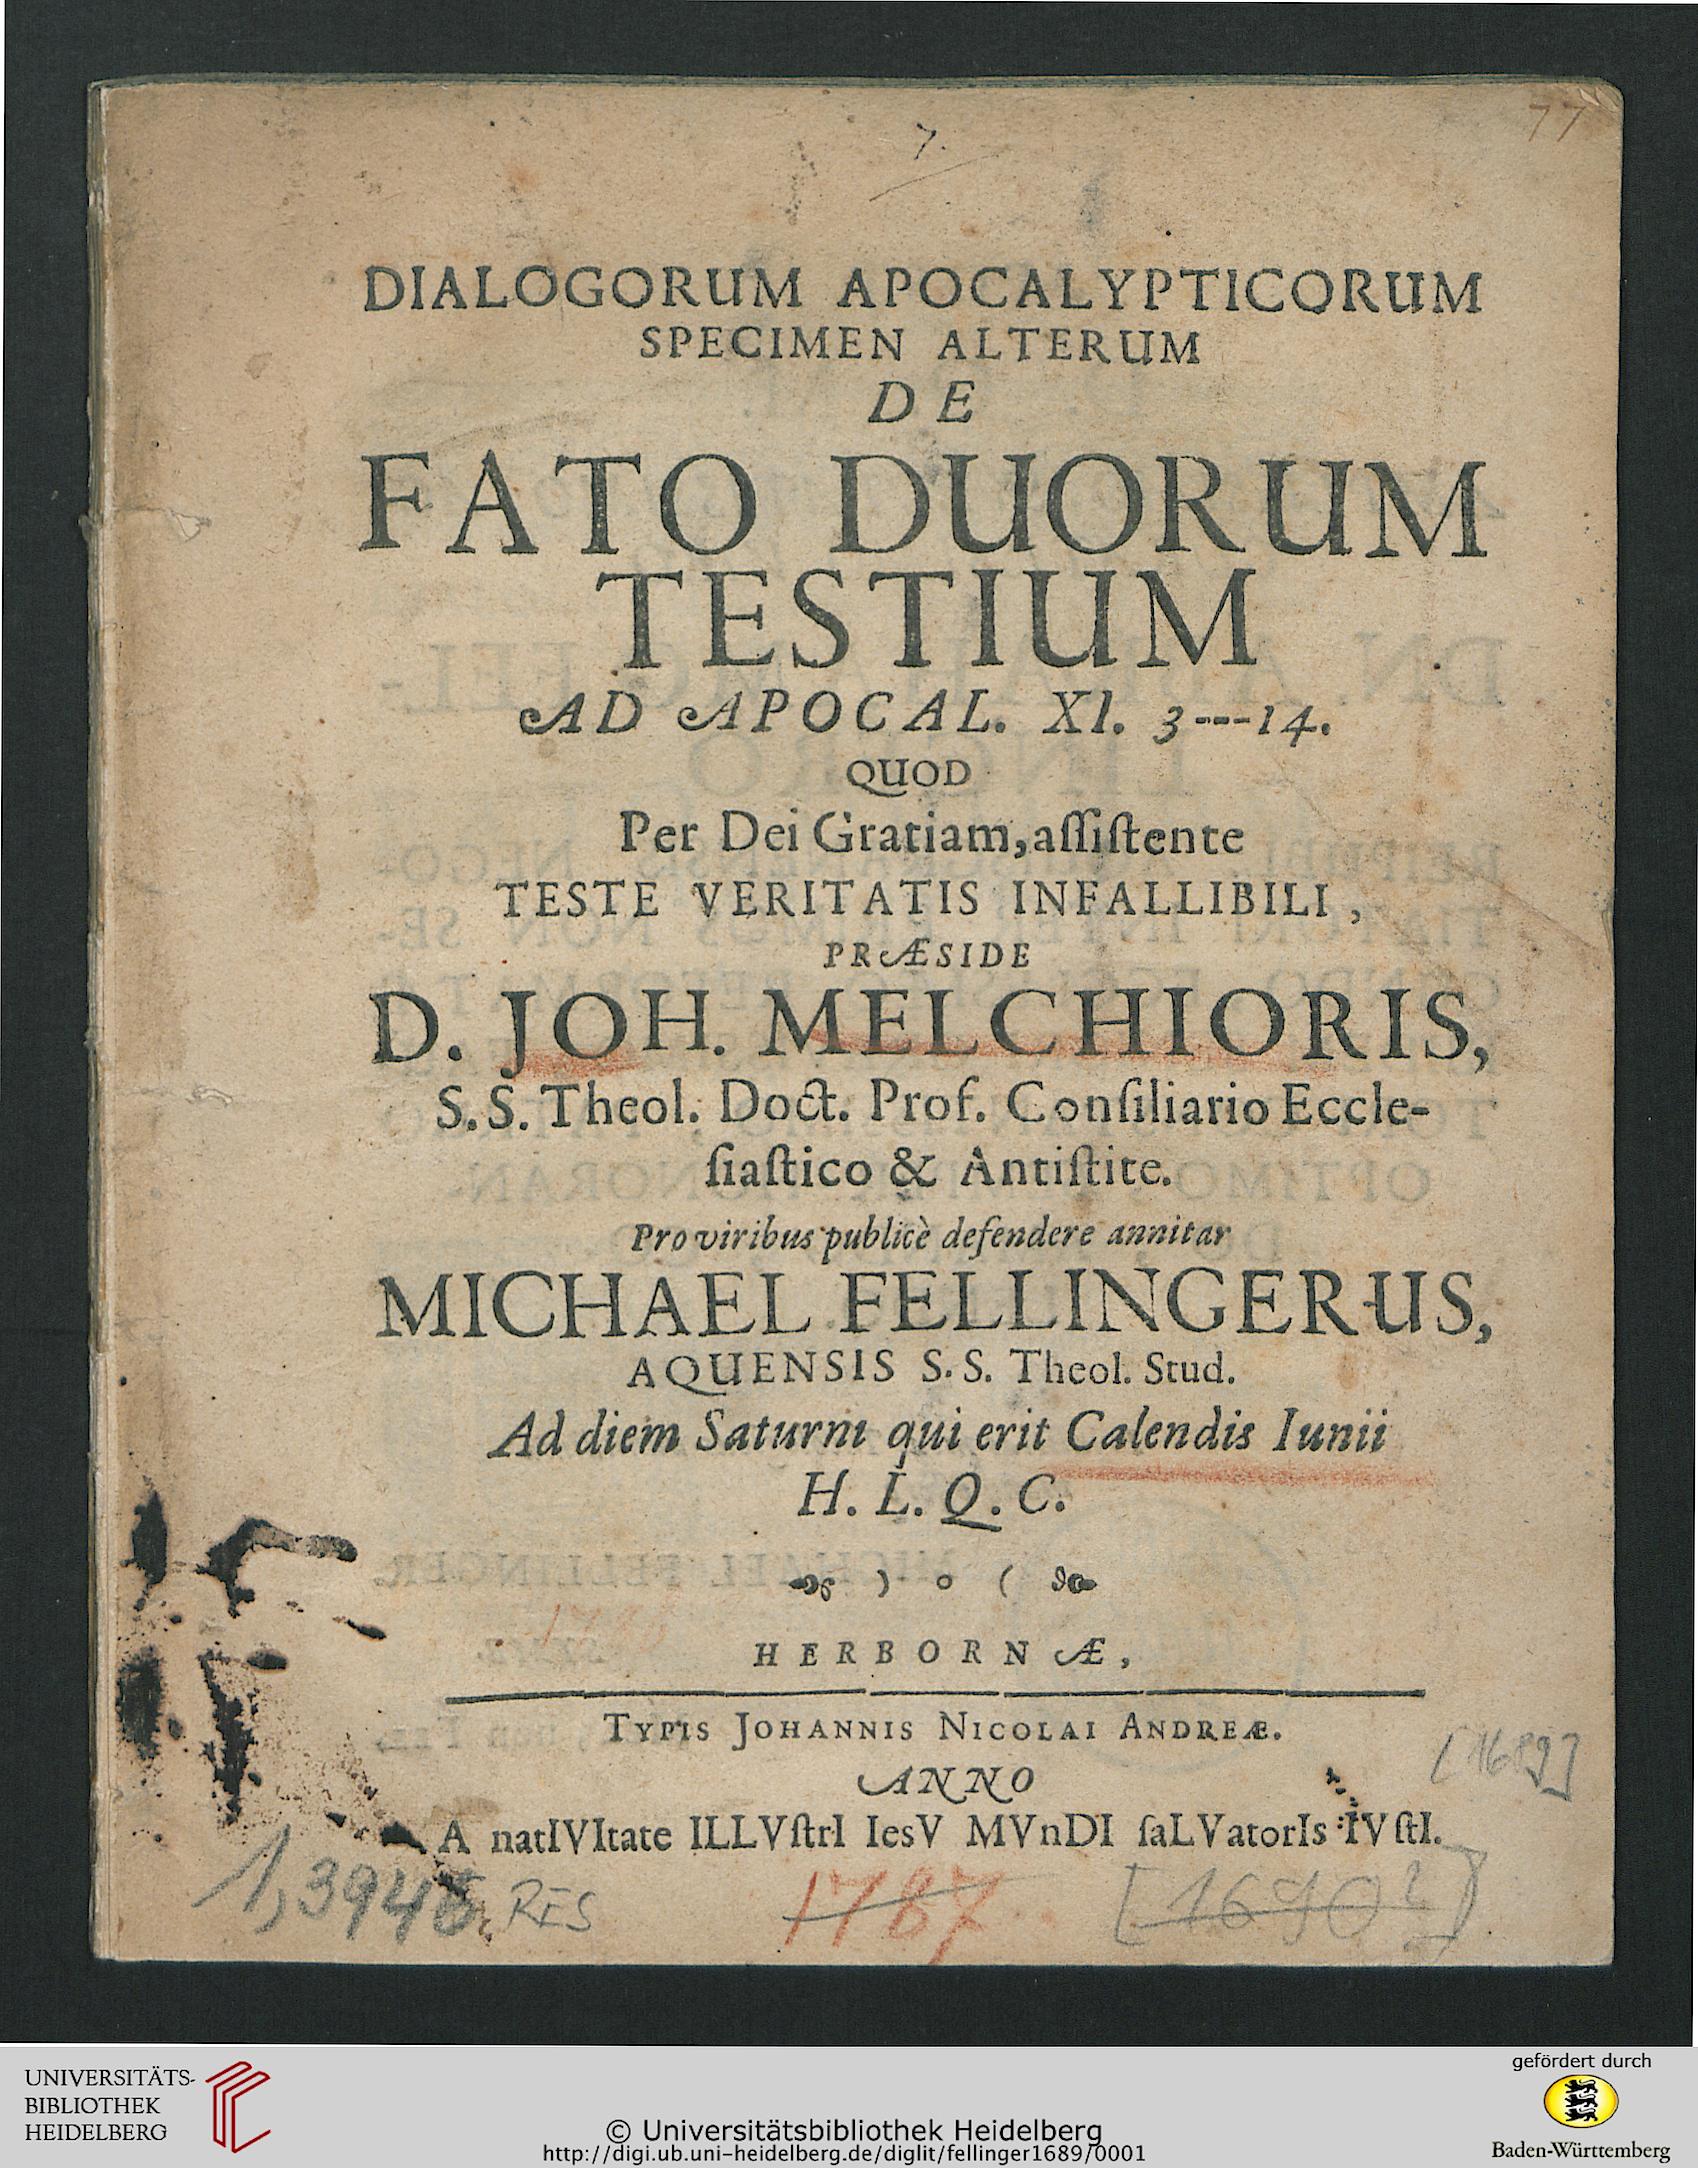 77
7.
DIALOGORUM APOCALYPTICORUM
SPECIMEN ALTERUM
DE
FATO DUORUM
TESTIUM
AD APOCAL. XI. 3---14.
QUOD
Per Dei Gratiam, aſſiſtente
TESTE VERITATIS INFALLIBILI,
PRÆSIDE
D. JOH. MELCHIORIS,
S. S. Theol. Doct. Prof. Conſiliario Eccle-
ſiaſtico & Antiſtite.
Pro viribus publicè defendere annitar
MICHAEL FELLINGERUS,
AQUENSIS S. S. Theol. Stud.
Ad diem Saturni qui erit Calendis Iunii
H. L. Q. C.
) o (
HERBORNÆ,
TYPIS JOHANNIS NICOLAI ANDREÆ.
[1689]
ANNO
A natIVItate ILLVſtrI IesV MVnDI ſaLVatorIs IVſtI.
1,3945 RES
1787
[1690?]
UNIVERSITÄTS-
BIBLIOTHEK
HEIDELBERG
© Universitätsbibliothek Heidelberg
http://digi.ub.uni-heidelberg.de/diglit/fellinger1689/0001
gefördert durch
Baden-Württemberg